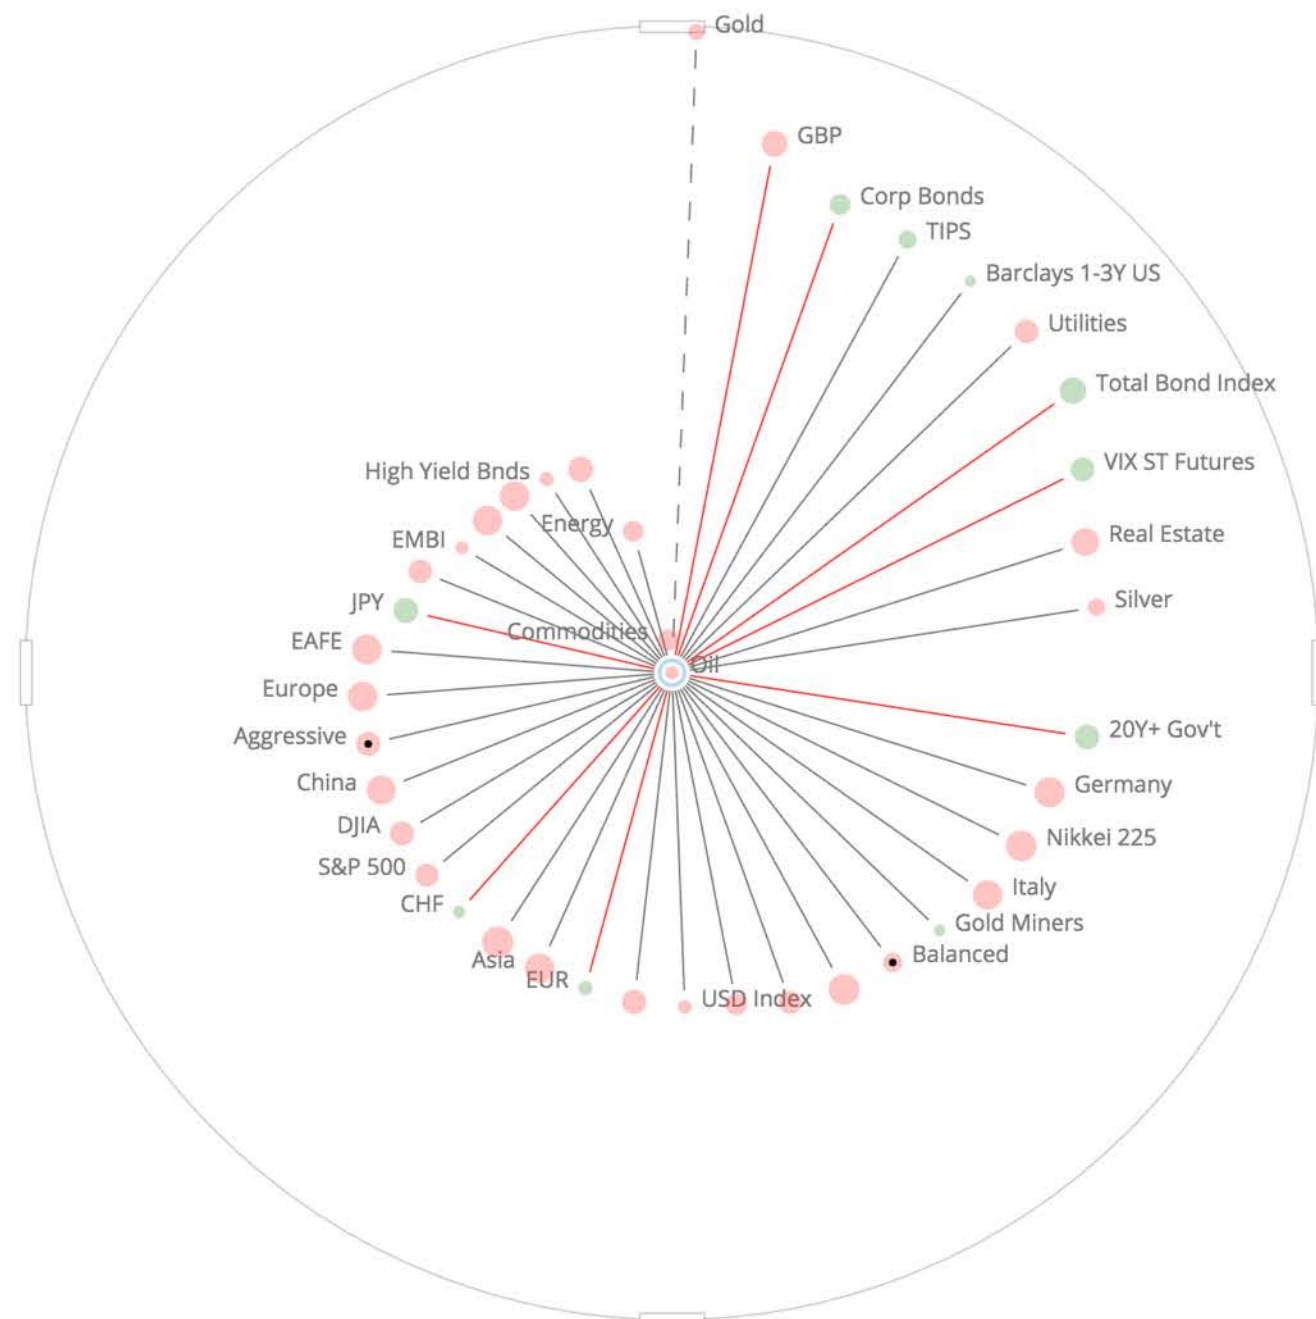 Gold
GBP
Corp Bonds
TIPS
Barclays 1-3Y US
Utilities
Total Bond Index
VIX ST Futures
Real Estate
Silver
20Y+ Gov't
Germany
Nikkei 225
Italy
Gold Miners
Balanced
USD Index
EUR
Asia
CHF
S&P 500
DJIA
China
Aggressive
Europe
EAFE
JPY
EMBI
High Yield Bnds
Energy
Commodities
Oil